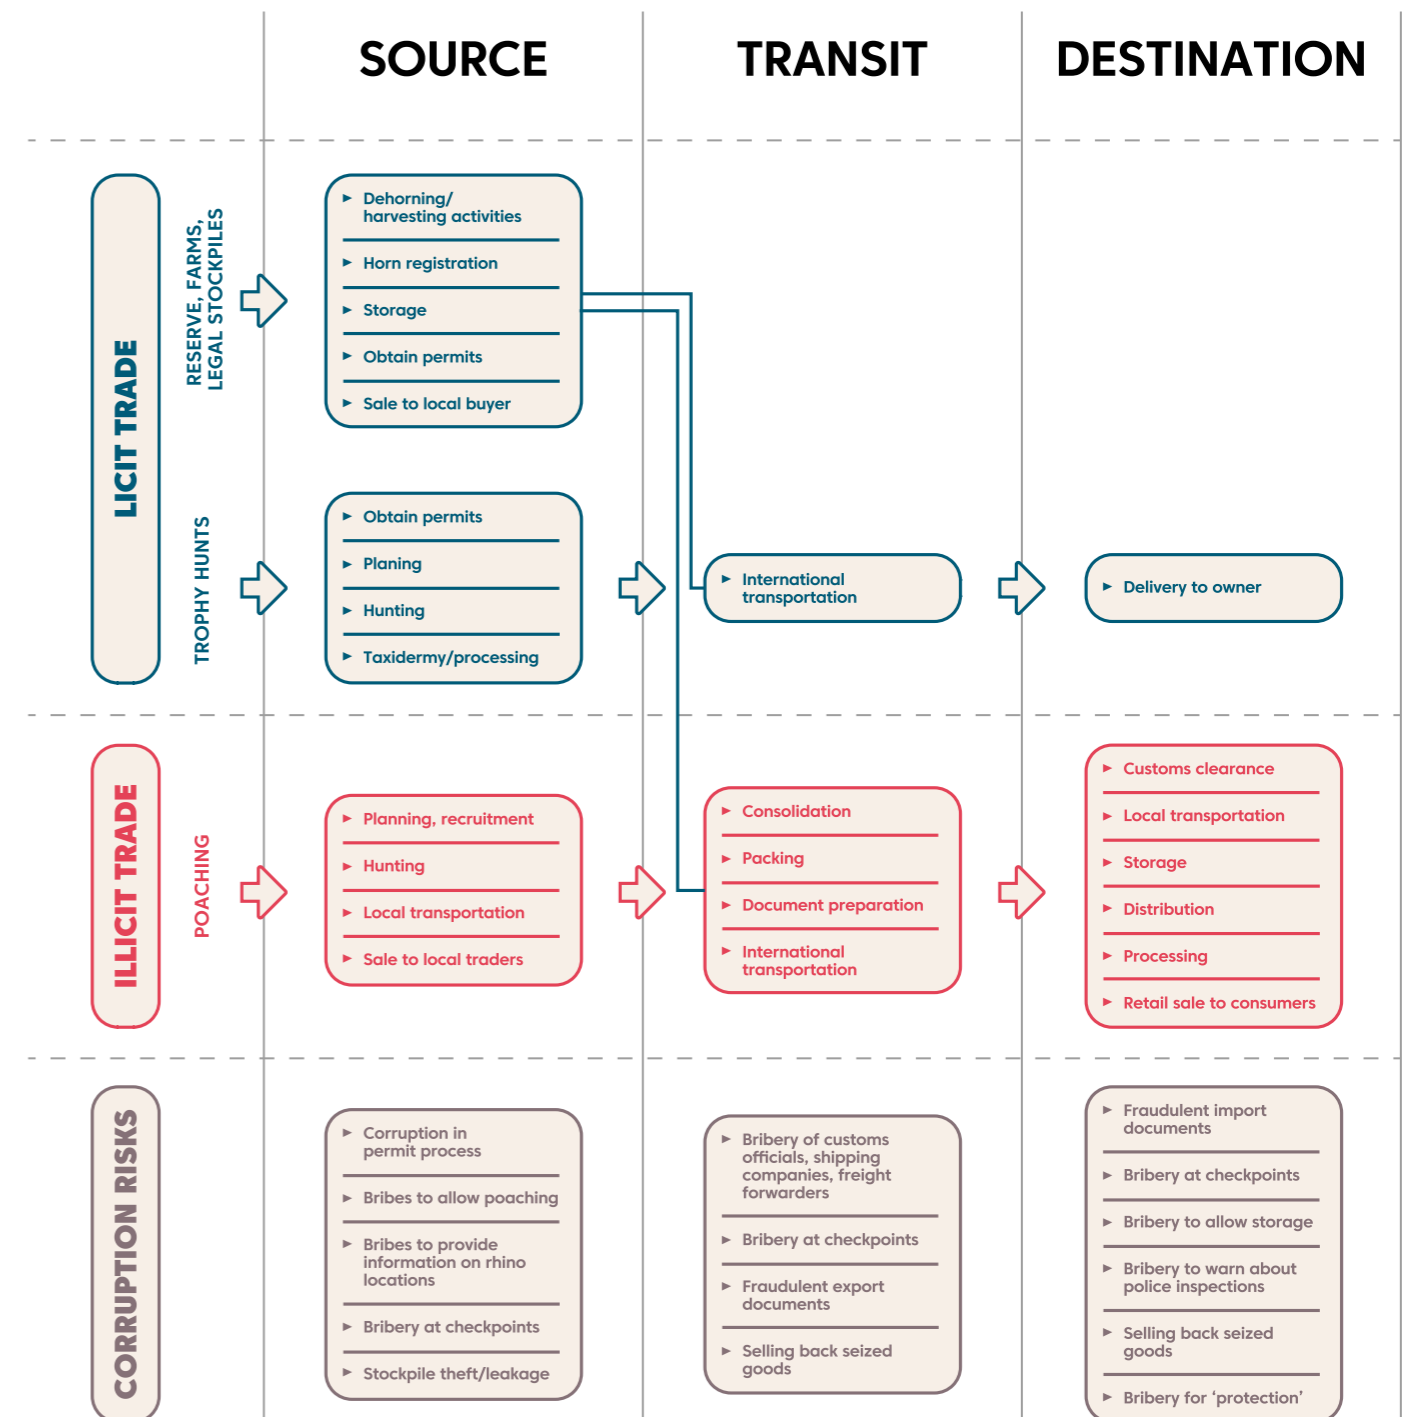 SOURCE
TRANSIT
DESTINATION
LICIT TRADE
RESERVE, FARMS,
LEGAL STOCKPILES
Dehorning/
harvesting activities
Horn registration
Storage
Obtain permits
Sale to local buyer
TROPHY HUNTS
Obtain permits
Planing
Hunting
Taxidermy/processing
International
transportation
Delivery to owner
ILLICIT TRADE
POACHING
Planning, recruitment
Hunting
Local transportation
Sale to local traders
Consolidation
Packing
Document preparation
International
transportation
Customs clearance
Local transportation
Storage
Distribution
Processing
Retail sale to consumers
CORRUPTION RISKS
Corruption in
permit process
Bribes to allow poaching
Bribes to provide
information on rhino
locations
Bribery at checkpoints
Stockpile theft/leakage
Bribery of customs
officials, shipping
companies, freight
forwarders
Bribery at checkpoints
Fraudulent export
documents
Selling back seized
goods
Fraudulent import
documents
Bribery at checkpoints
Bribery to allow storage
Bribery to warn about
police inspections
Selling back seized
goods
Bribery for ‘protection’